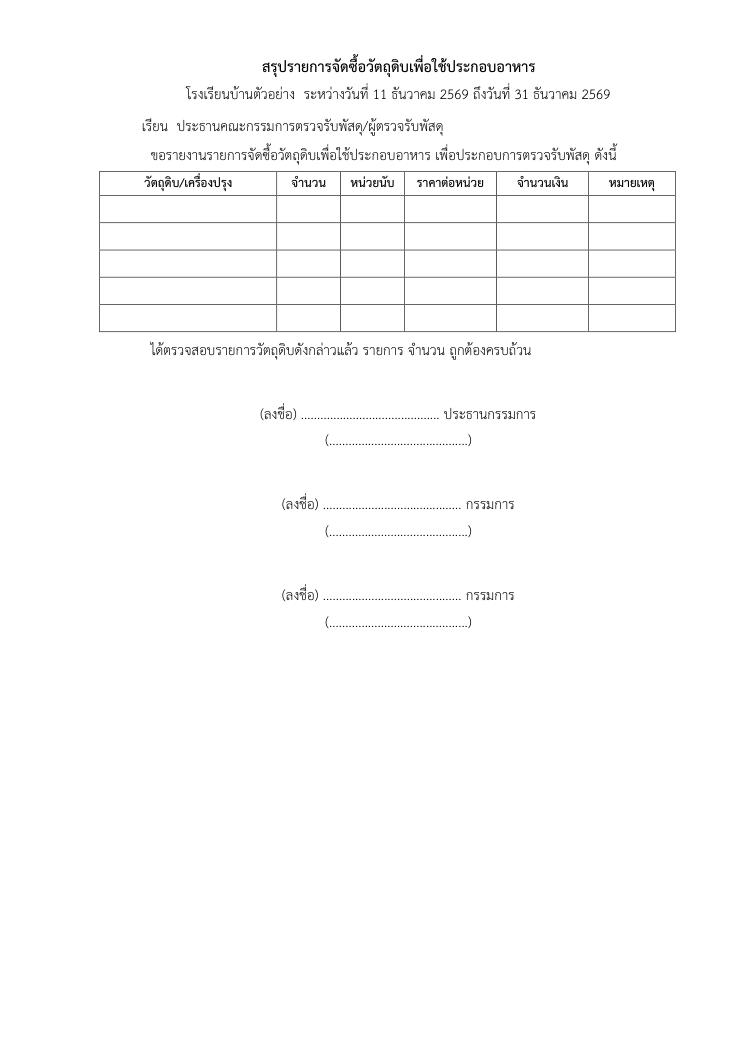 สรุปรายการจัดซื้อวัตถุดิบเพื่อใช้ประกอบอาหาร
โรงเรียนบ้านตัวอย่าง ระหว่างวันที่ 11 ธันวาคม 2569 ถึงวันที่ 31 ธันวาคม 2569
เรียน ประธานคณะกรรมการตรวจรับพัสดุ/ผู้ตรวจรับพัสดุ
ขอรายงานรายการจัดซื้อวัตถุดิบเพื่อใช้ประกอบอาหาร เพื่อประกอบการตรวจรับพัสดุ ดังนี้
วัตถุดิบ/เครื่องปรุง จำนวน หน่วยนับ ราคาต่อหน่วย จำนวนเงิน หมายเหตุ
ได้ตรวจสอบรายการวัตถุดิบดังกล่าวแล้ว รายการ จำนวน ถูกต้องครบถ้วน
(ลงชื่อ) ........................................... ประธานกรรมการ
(...........................................)
(ลงชื่อ) ........................................... กรรมการ
(...........................................)
(ลงชื่อ) ........................................... กรรมการ
(...........................................)